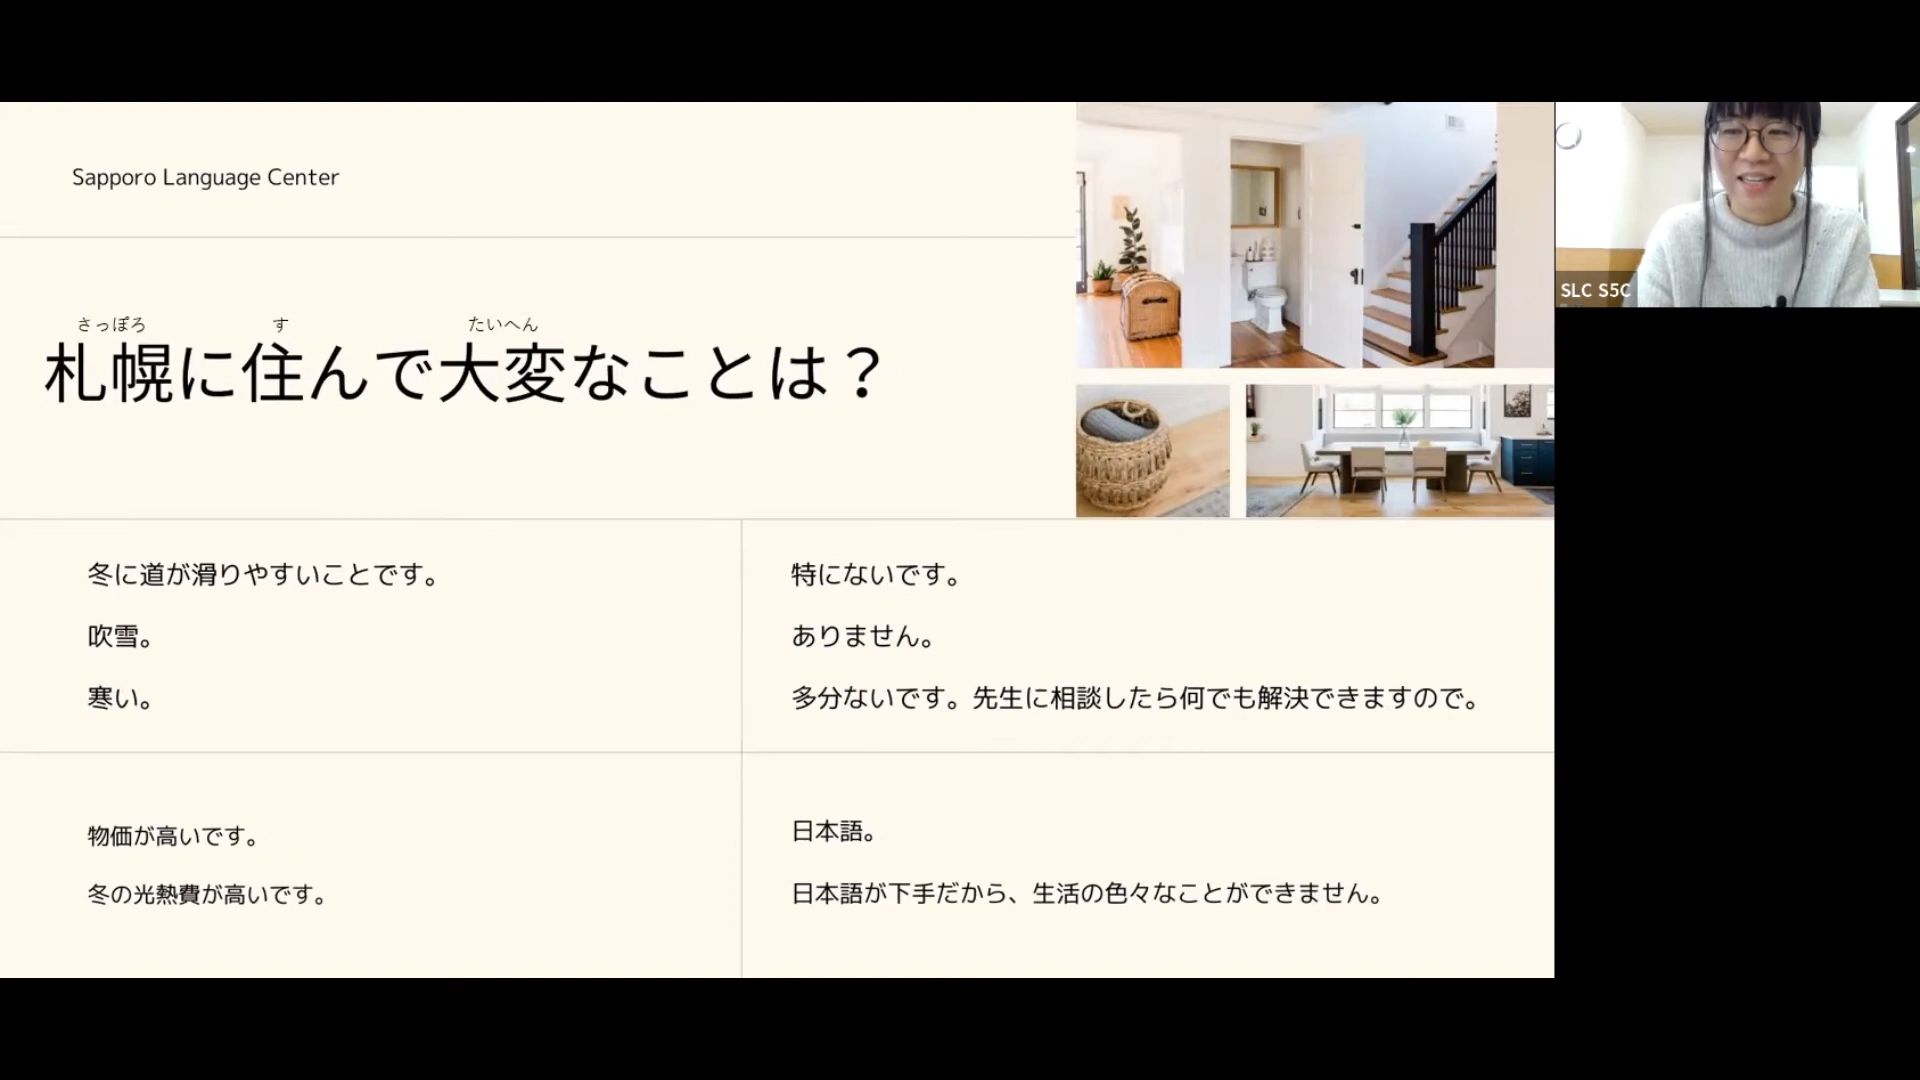 Sapporo Language Center
さっぽろ す たいへん
札幌に住んで大変なことは？
冬に道が滑りやすいことです。
吹雪。
寒い。
特にないです。
ありません。
多分ないです。先生に相談したら何でも解決できますので。
物価が高いです。
冬の光熱費が高いです。
日本語。
日本語が下手だから、生活の色々なことができません。
SLC S5C